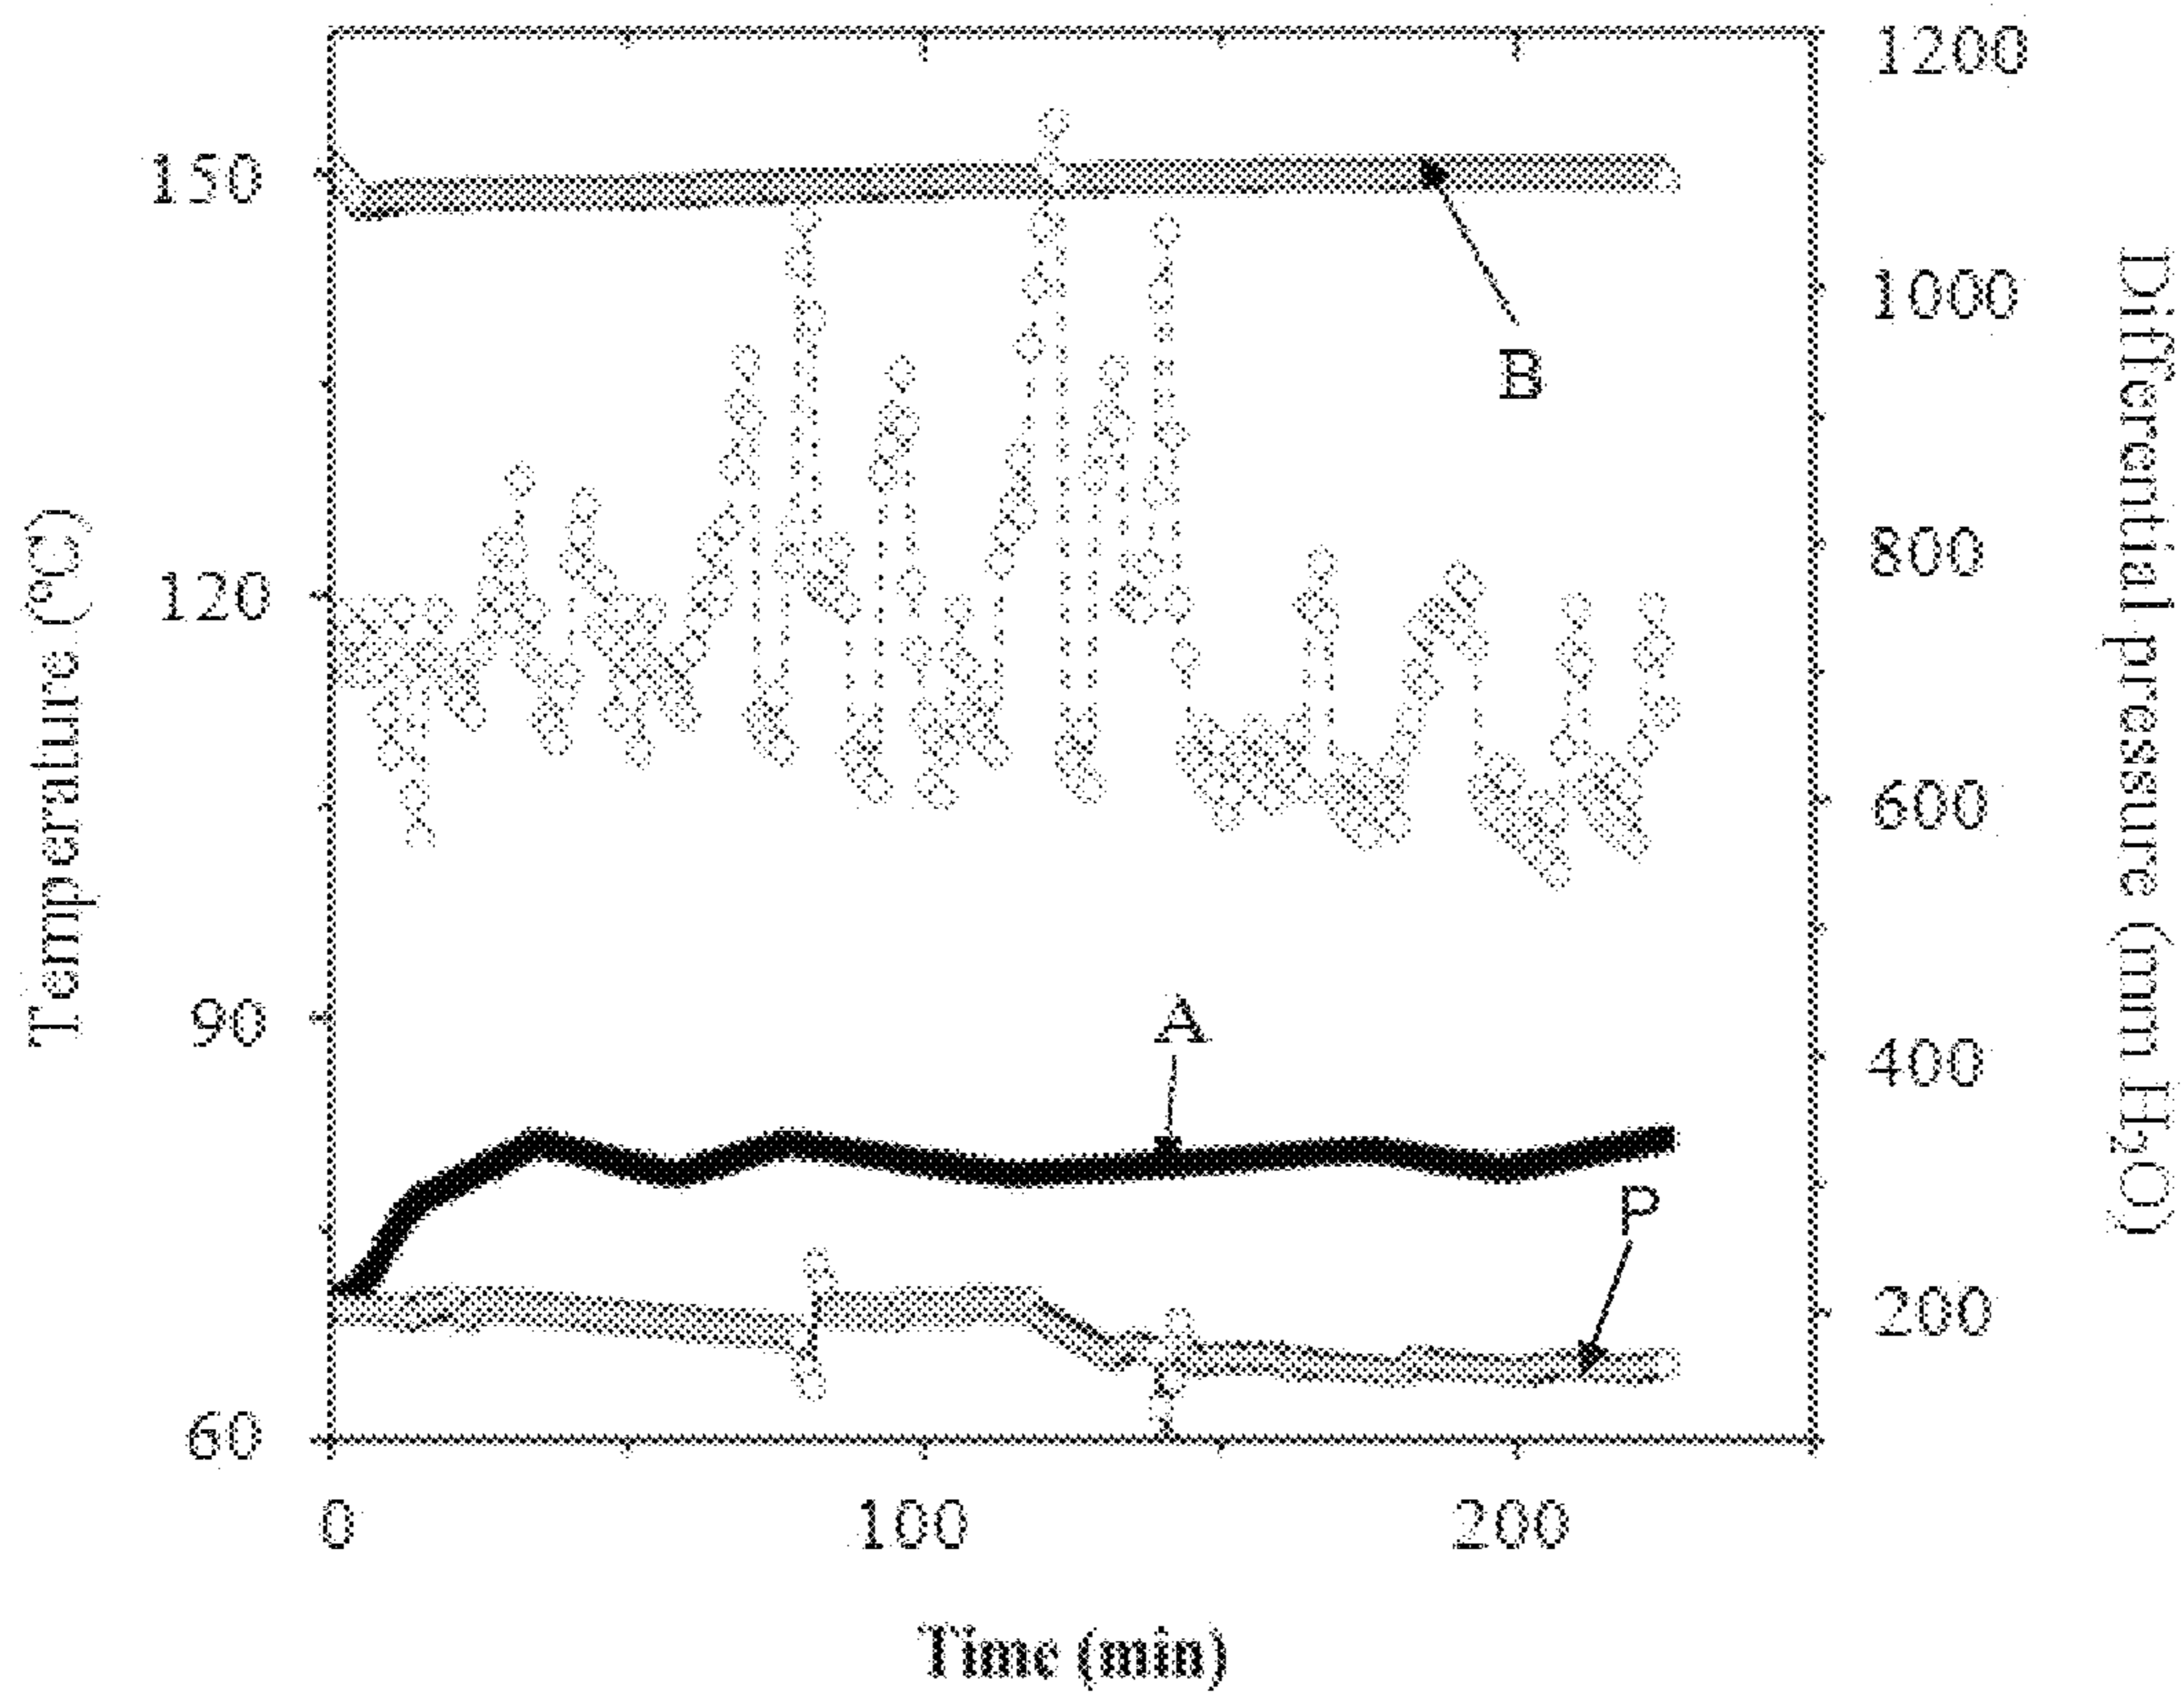 1200
150
1000
B
Temperature (ºC)
Differential pressure (mm H₂O)
800
120
600
90
A
400
P
200
60
0
100
200
Time (min)